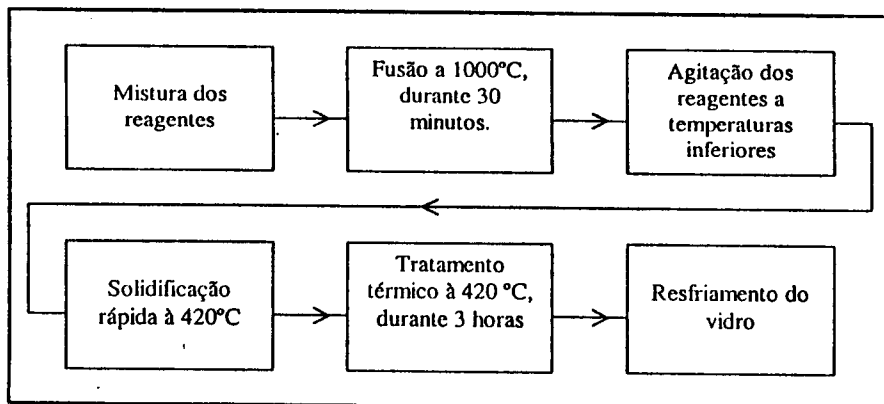 Mistura dos
reagentes
Fusão a 1000°C,
durante 30
minutos.
Agitação dos
reagentes a
temperaturas
inferiores
Solidificação
rápida à 420°C
Tratamento
térmico à 420 °C,
durante 3 horas
Resfriamento do
vidro